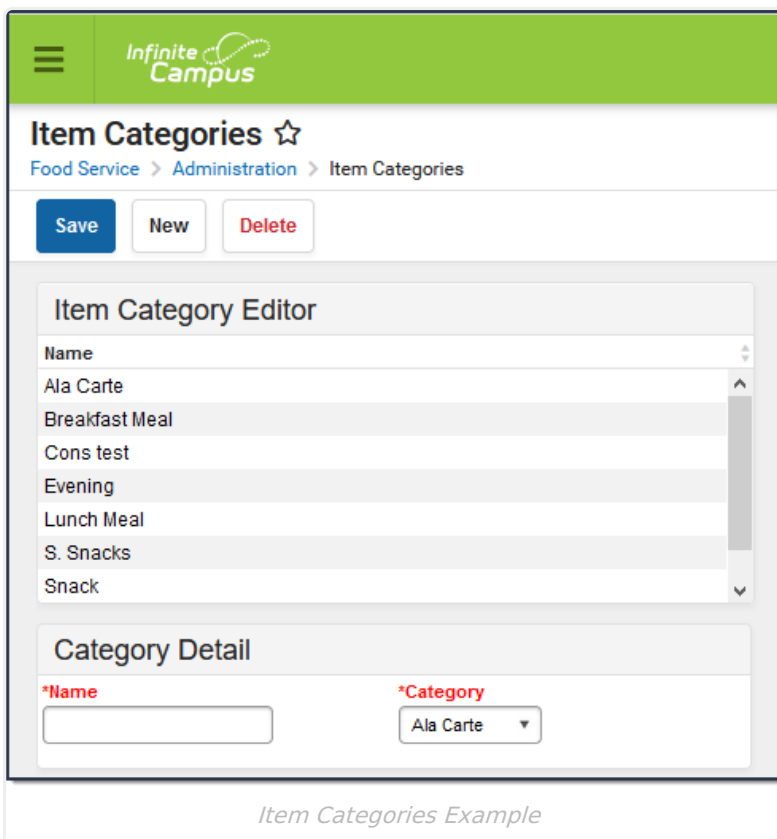 Infinite
Campus
Item Categories
Food Service > Administration > Item Categories
Save New Delete
Item Category Editor
Name
Ala Carte
Breakfast Meal
Cons test
Evening
Lunch Meal
S. Snacks
Snack
Category Detail
*Name *Category
Ala Carte
Item Categories Example